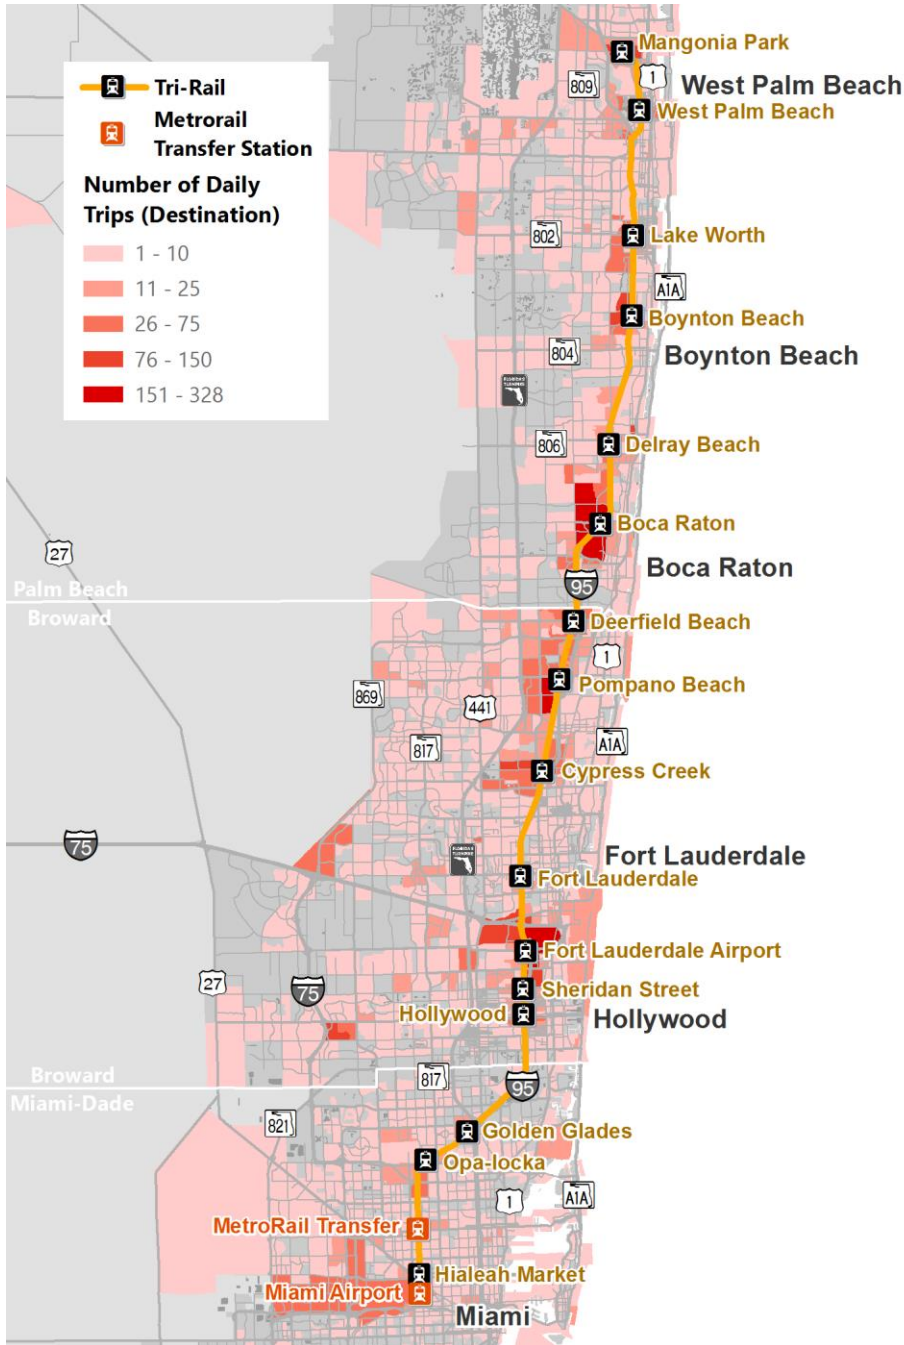 Mangonia Park
1
West Palm Beach
809
West Palm Beach
Tri-Rail
Metrorail
Transfer Station
Number of Daily
Trips (Destination)
1 - 10
11 - 25
26 - 75
76 - 150
151 - 328
802
Lake Worth
A1A
Boynton Beach
804
Boynton Beach
806
Delray Beach
Boca Raton
27
Boca Raton
95
Palm Beach
Broward
Deerfield Beach
1
869
Pompano Beach
441
817
A1A
Cypress Creek
75
Fort Lauderdale
Fort Lauderdale
Fort Lauderdale Airport
27
75
Sheridan Street
Hollywood
Hollywood
Broward
Miami-Dade
817
95
821
Golden Glades
Opa-locka
1
A1A
MetroRail Transfer
Hialeah Market
Miami Airport
Miami